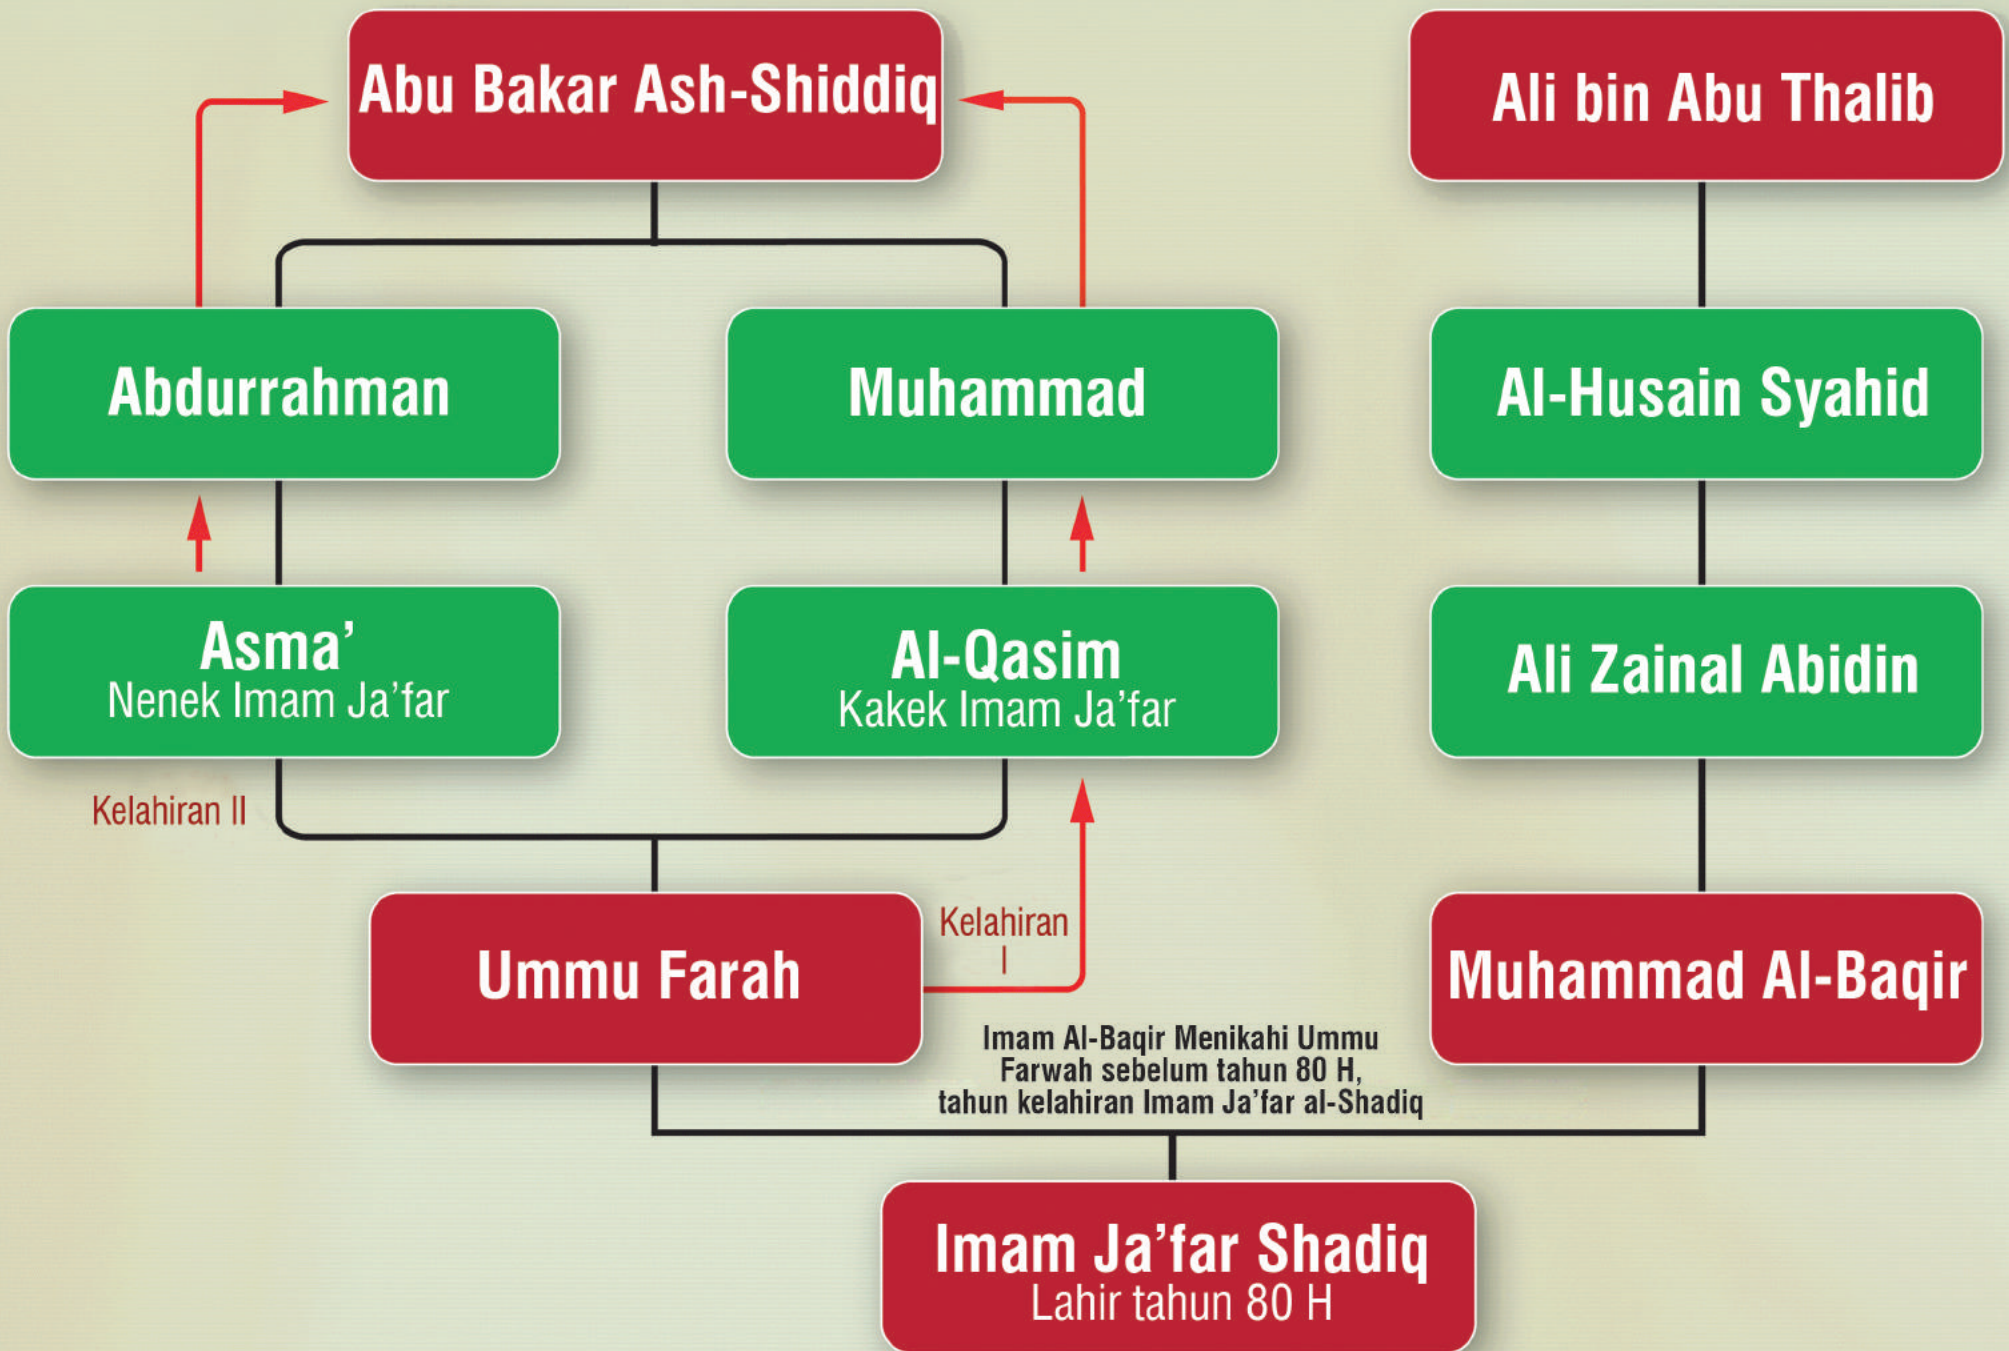 Abu Bakar Ash-Shiddiq
Ali bin Abu Thalib
Abdurrahman
Muhammad
Al-Husain Syahid
Asma’
Nenek Imam Ja’far
Al-Qasim
Kakek Imam Ja’far
Ali Zainal Abidin
Kelahiran II
Ummu Farah
Kelahiran
I
Muhammad Al-Baqir
Imam Al-Baqir Menikahi Ummu
Farwah sebelum tahun 80 H,
tahun kelahiran Imam Ja’far al-Shadiq
Imam Ja’far Shadiq
Lahir tahun 80 H